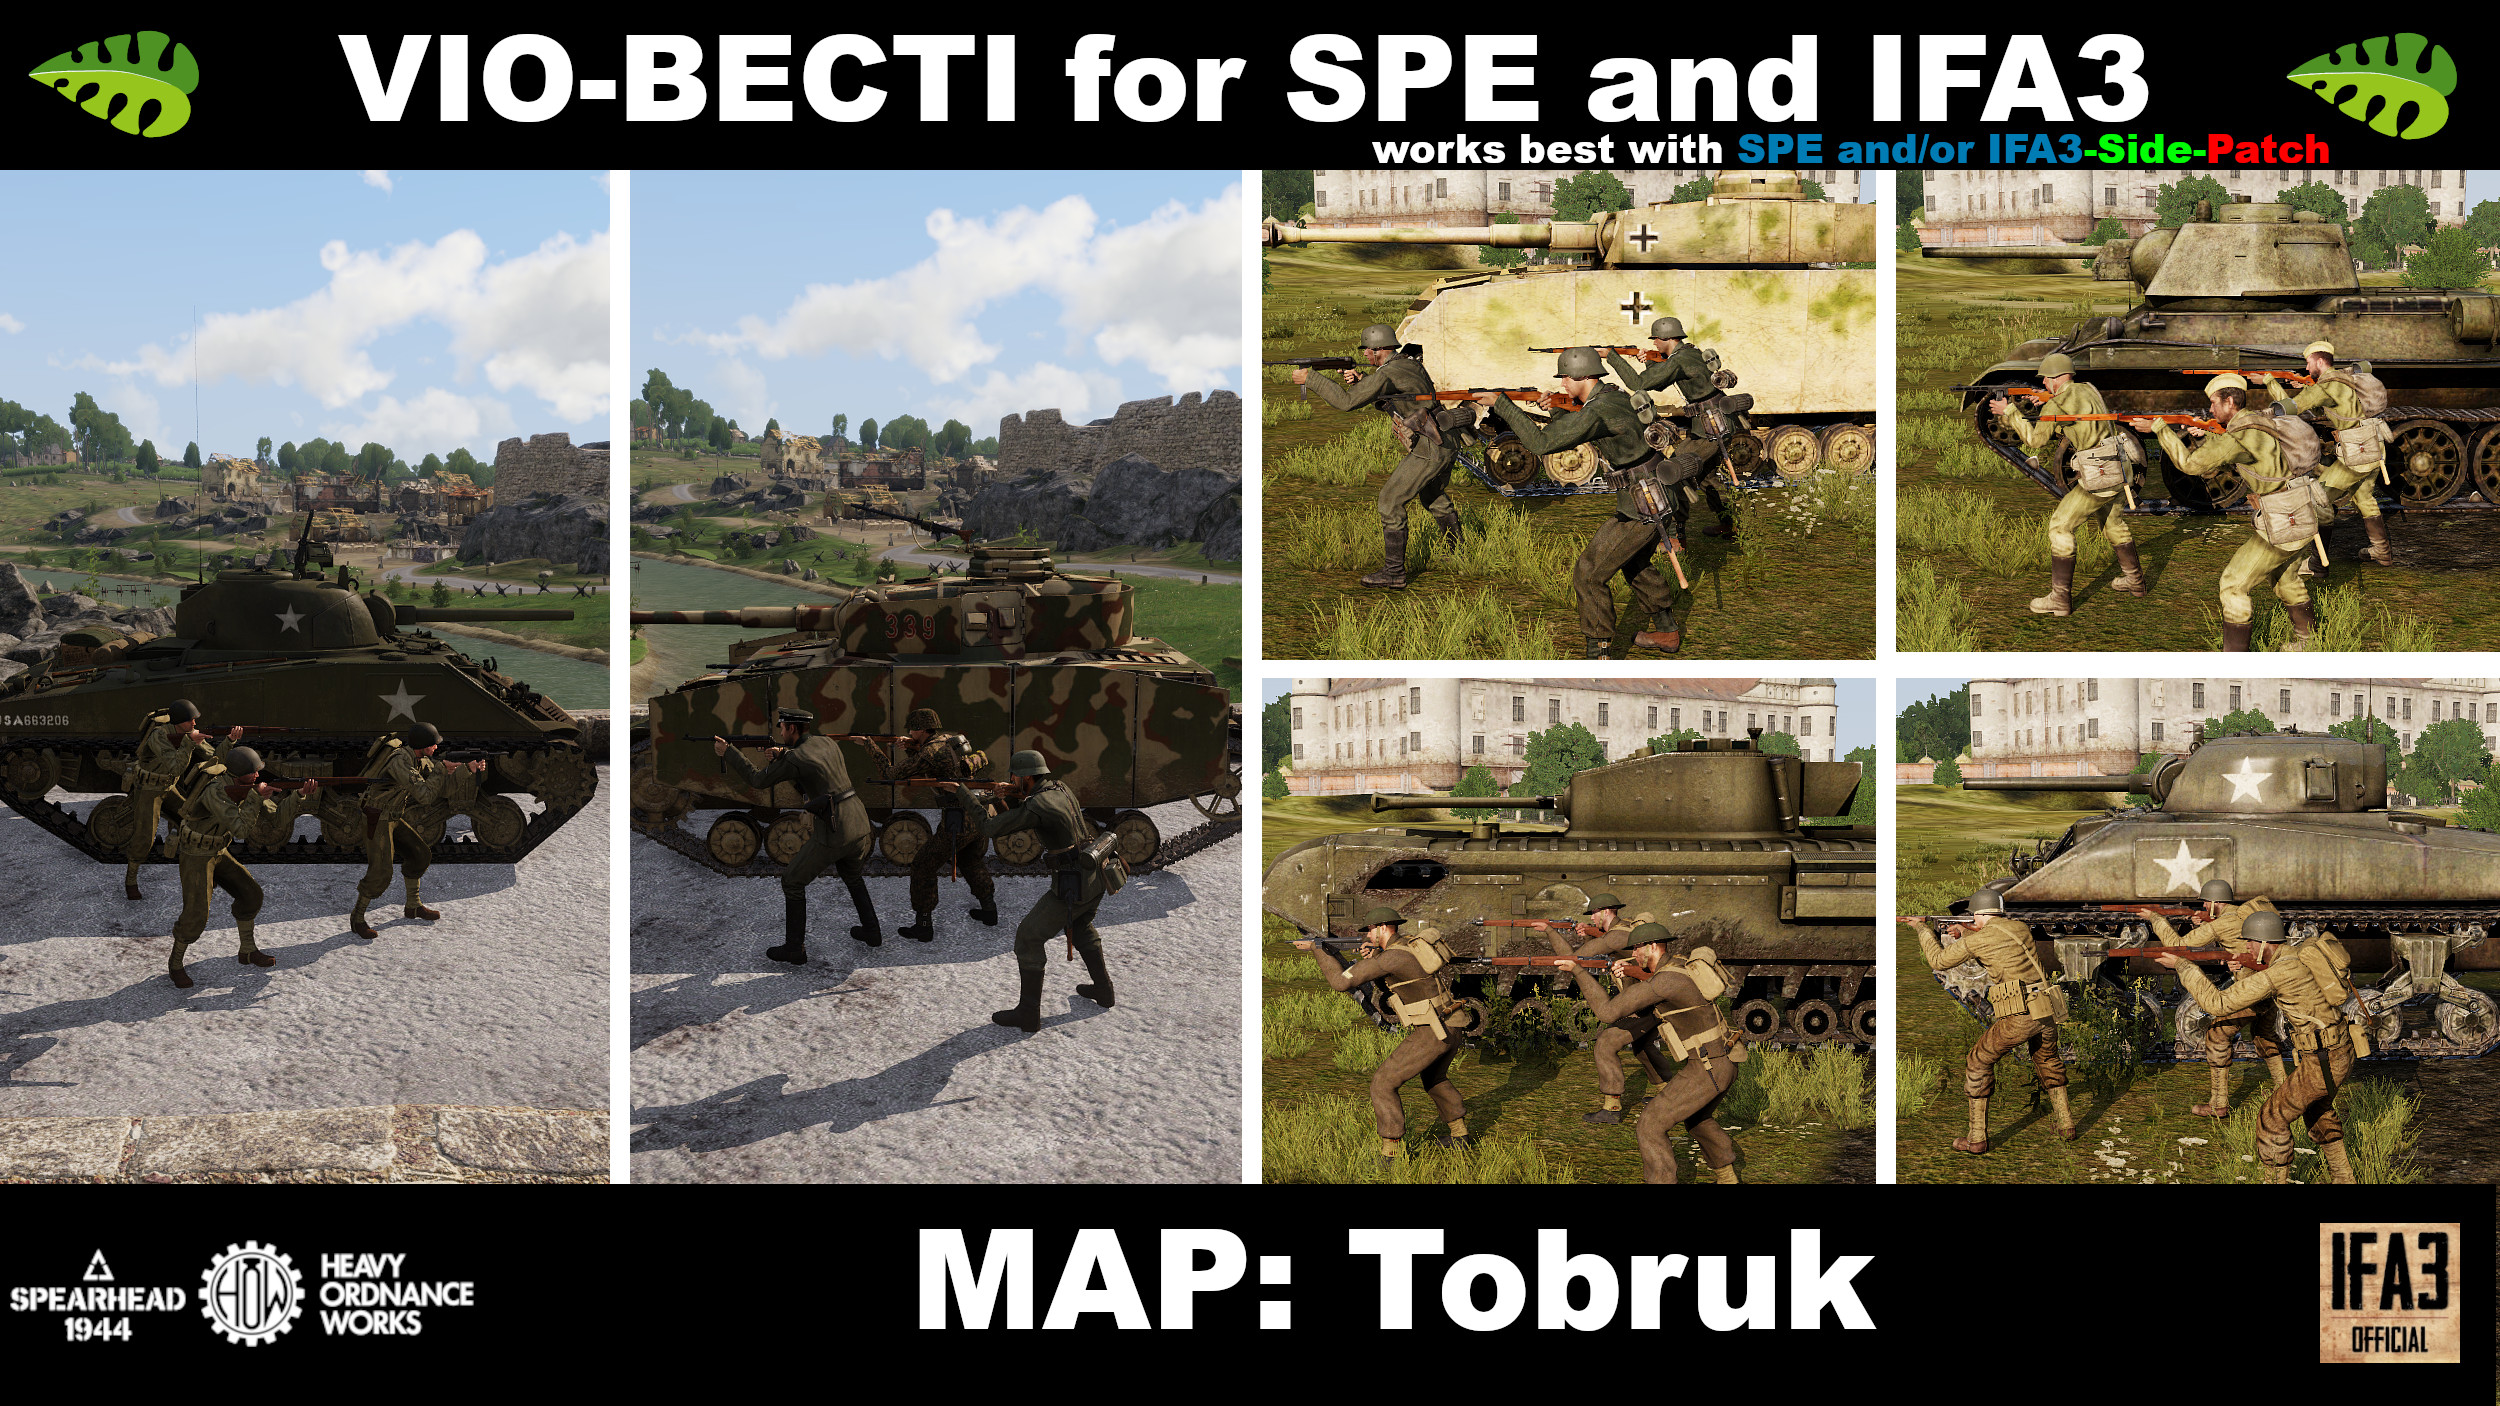 VIO-BECTI for SPE and IFA3
works best with SPE and/or IFA3-Side-Patch
339
SA663206
MAP: Tobruk
SPEARHEAD
1944
HOW
HEAVY
ORDNANCE
WORKS
IFA3
OFFICIAL